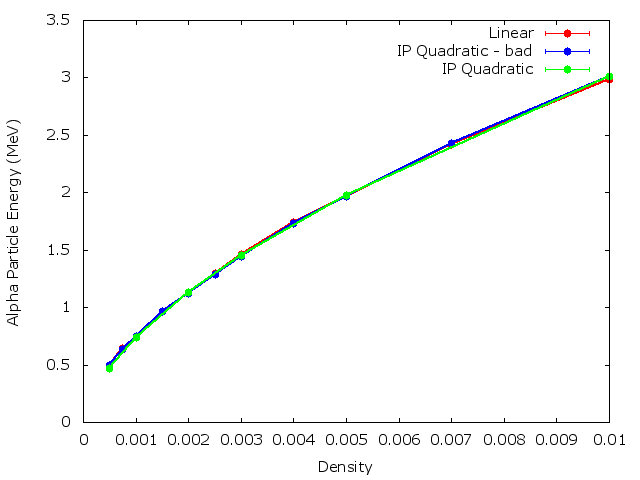 3.5
3
2.5
2
1.5
1
0.5
0
Alpha Particle Energy (MeV)
Linear
IP Quadratic - bad
IP Quadratic
0 0.001 0.002 0.003 0.004 0.005 0.006 0.007 0.008 0.009 0.01
Density